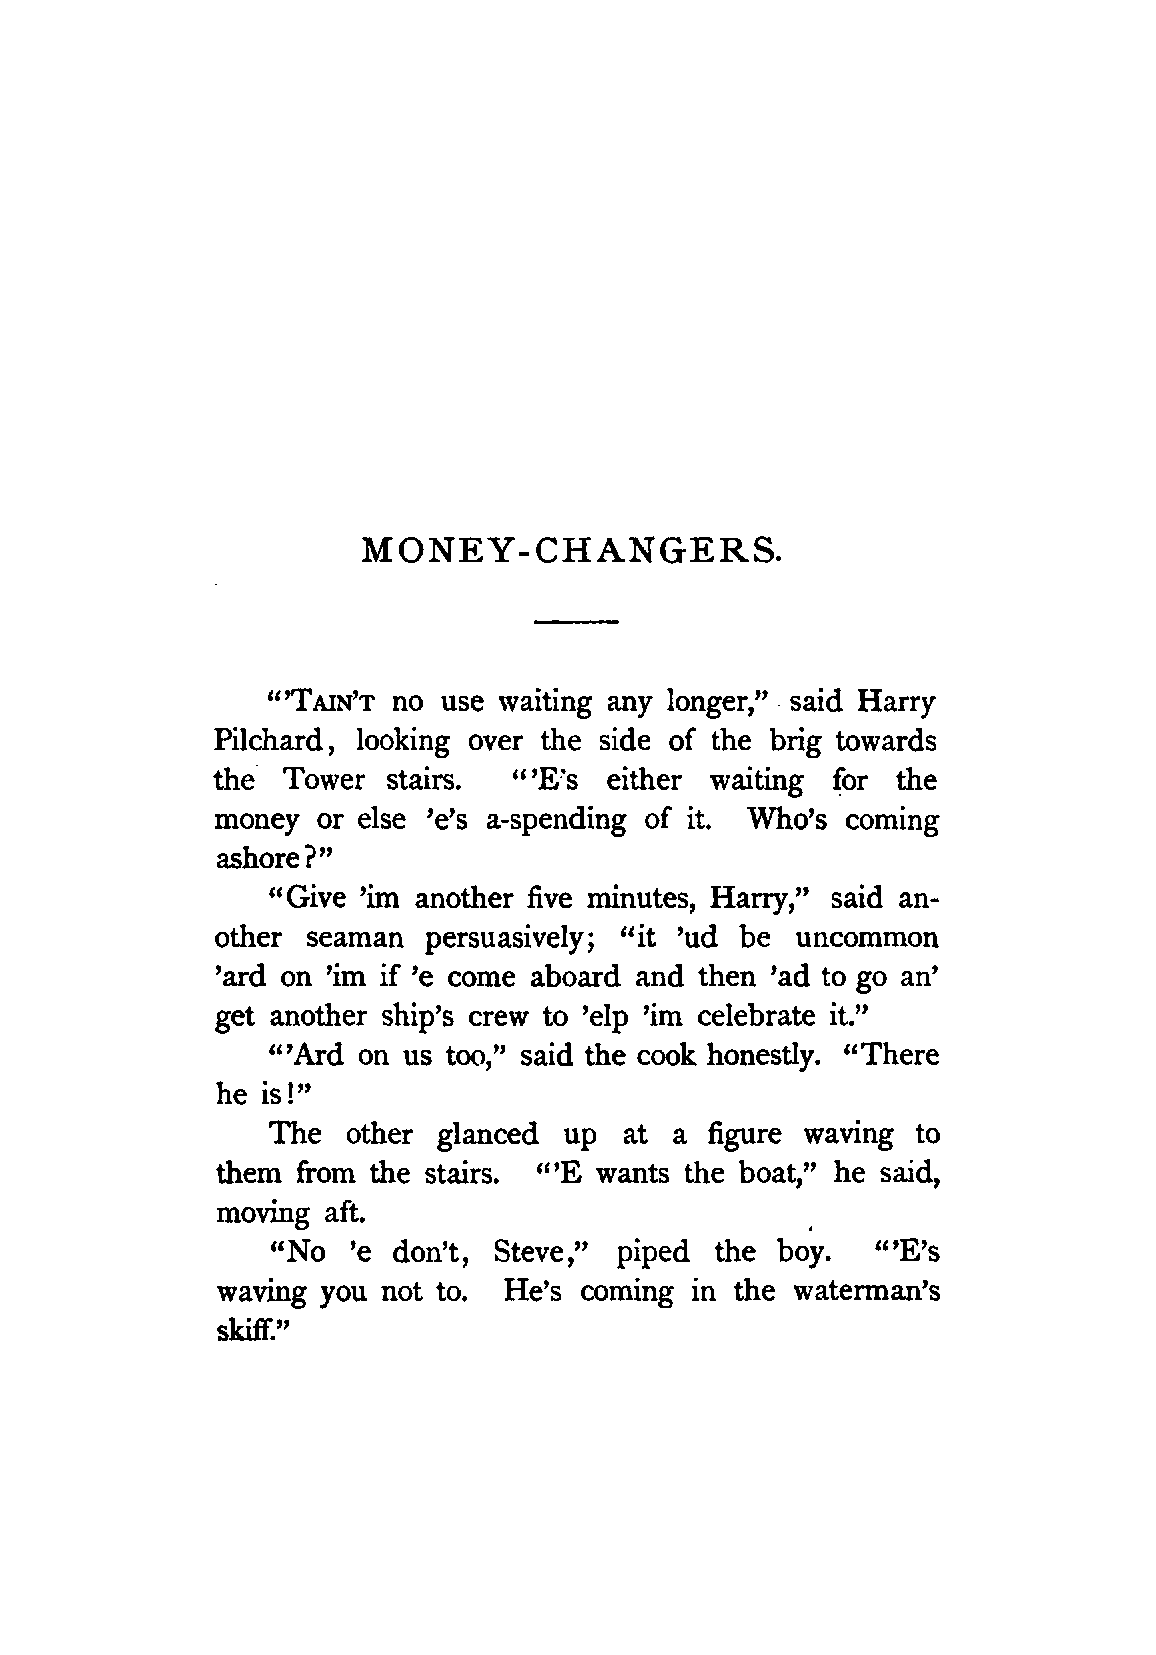 MONEY-CHANGERS.
“’TAIN’T no use waiting any longer,” said Harry
Pilchard, looking over the side of the brig towards
the Tower stairs. “’E’s either waiting for the
money or else ’e’s a-spending of it. Who’s coming
ashore?”
“Give ’im another five minutes, Harry,” said an-
other seaman persuasively; “it ’ud be uncommon
’ard on ’im if ’e come aboard and then ’ad to go an’
get another ship’s crew to ’elp ’im celebrate it.”
“’Ard on us too,” said the cook honestly. “There
he is!”
The other glanced up at a figure waving to
them from the stairs. “’E wants the boat,” he said,
moving aft.
“No ’e don’t, Steve,” piped the boy. “’E’s
waving you not to. He’s coming in the waterman’s
skiff.”